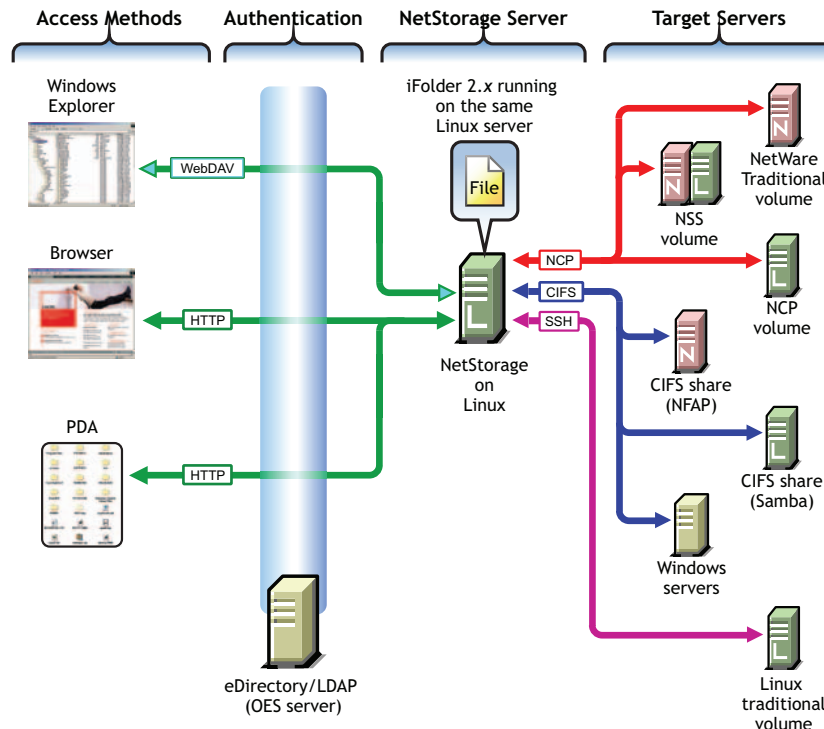 Access Methods
Authentication
NetStorage Server
Target Servers
Windows
Explorer
WebDAV
Browser
HTTP
PDA
HTTP
eDirectory/LDAP
(OES server)
iFolder 2.x running
on the same
Linux server
File
L
NetStorage
on
Linux
NCP
CIFS
SSH
N
NetWare
Traditional
volume
N
L
NSS
volume
L
NCP
volume
N
CIFS share
(NFAP)
L
CIFS share
(Samba)
Windows
servers
L
Linux
traditional
volume